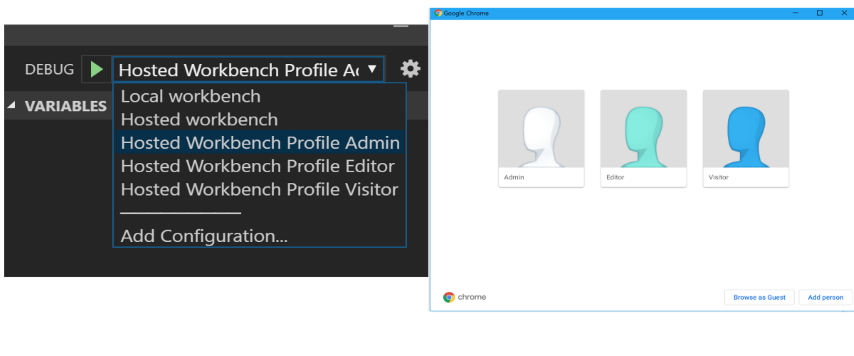 DEBUG Hosted Workbench Profile A
VARIABLES
Local workbench
Hosted workbench
Hosted Workbench Profile Admin
Hosted Workbench Profile Editor
Hosted Workbench Profile Visitor
Add Configuration...
Google Chrome
Admin Editor Visitor
chrome
Browse as Guest Add person